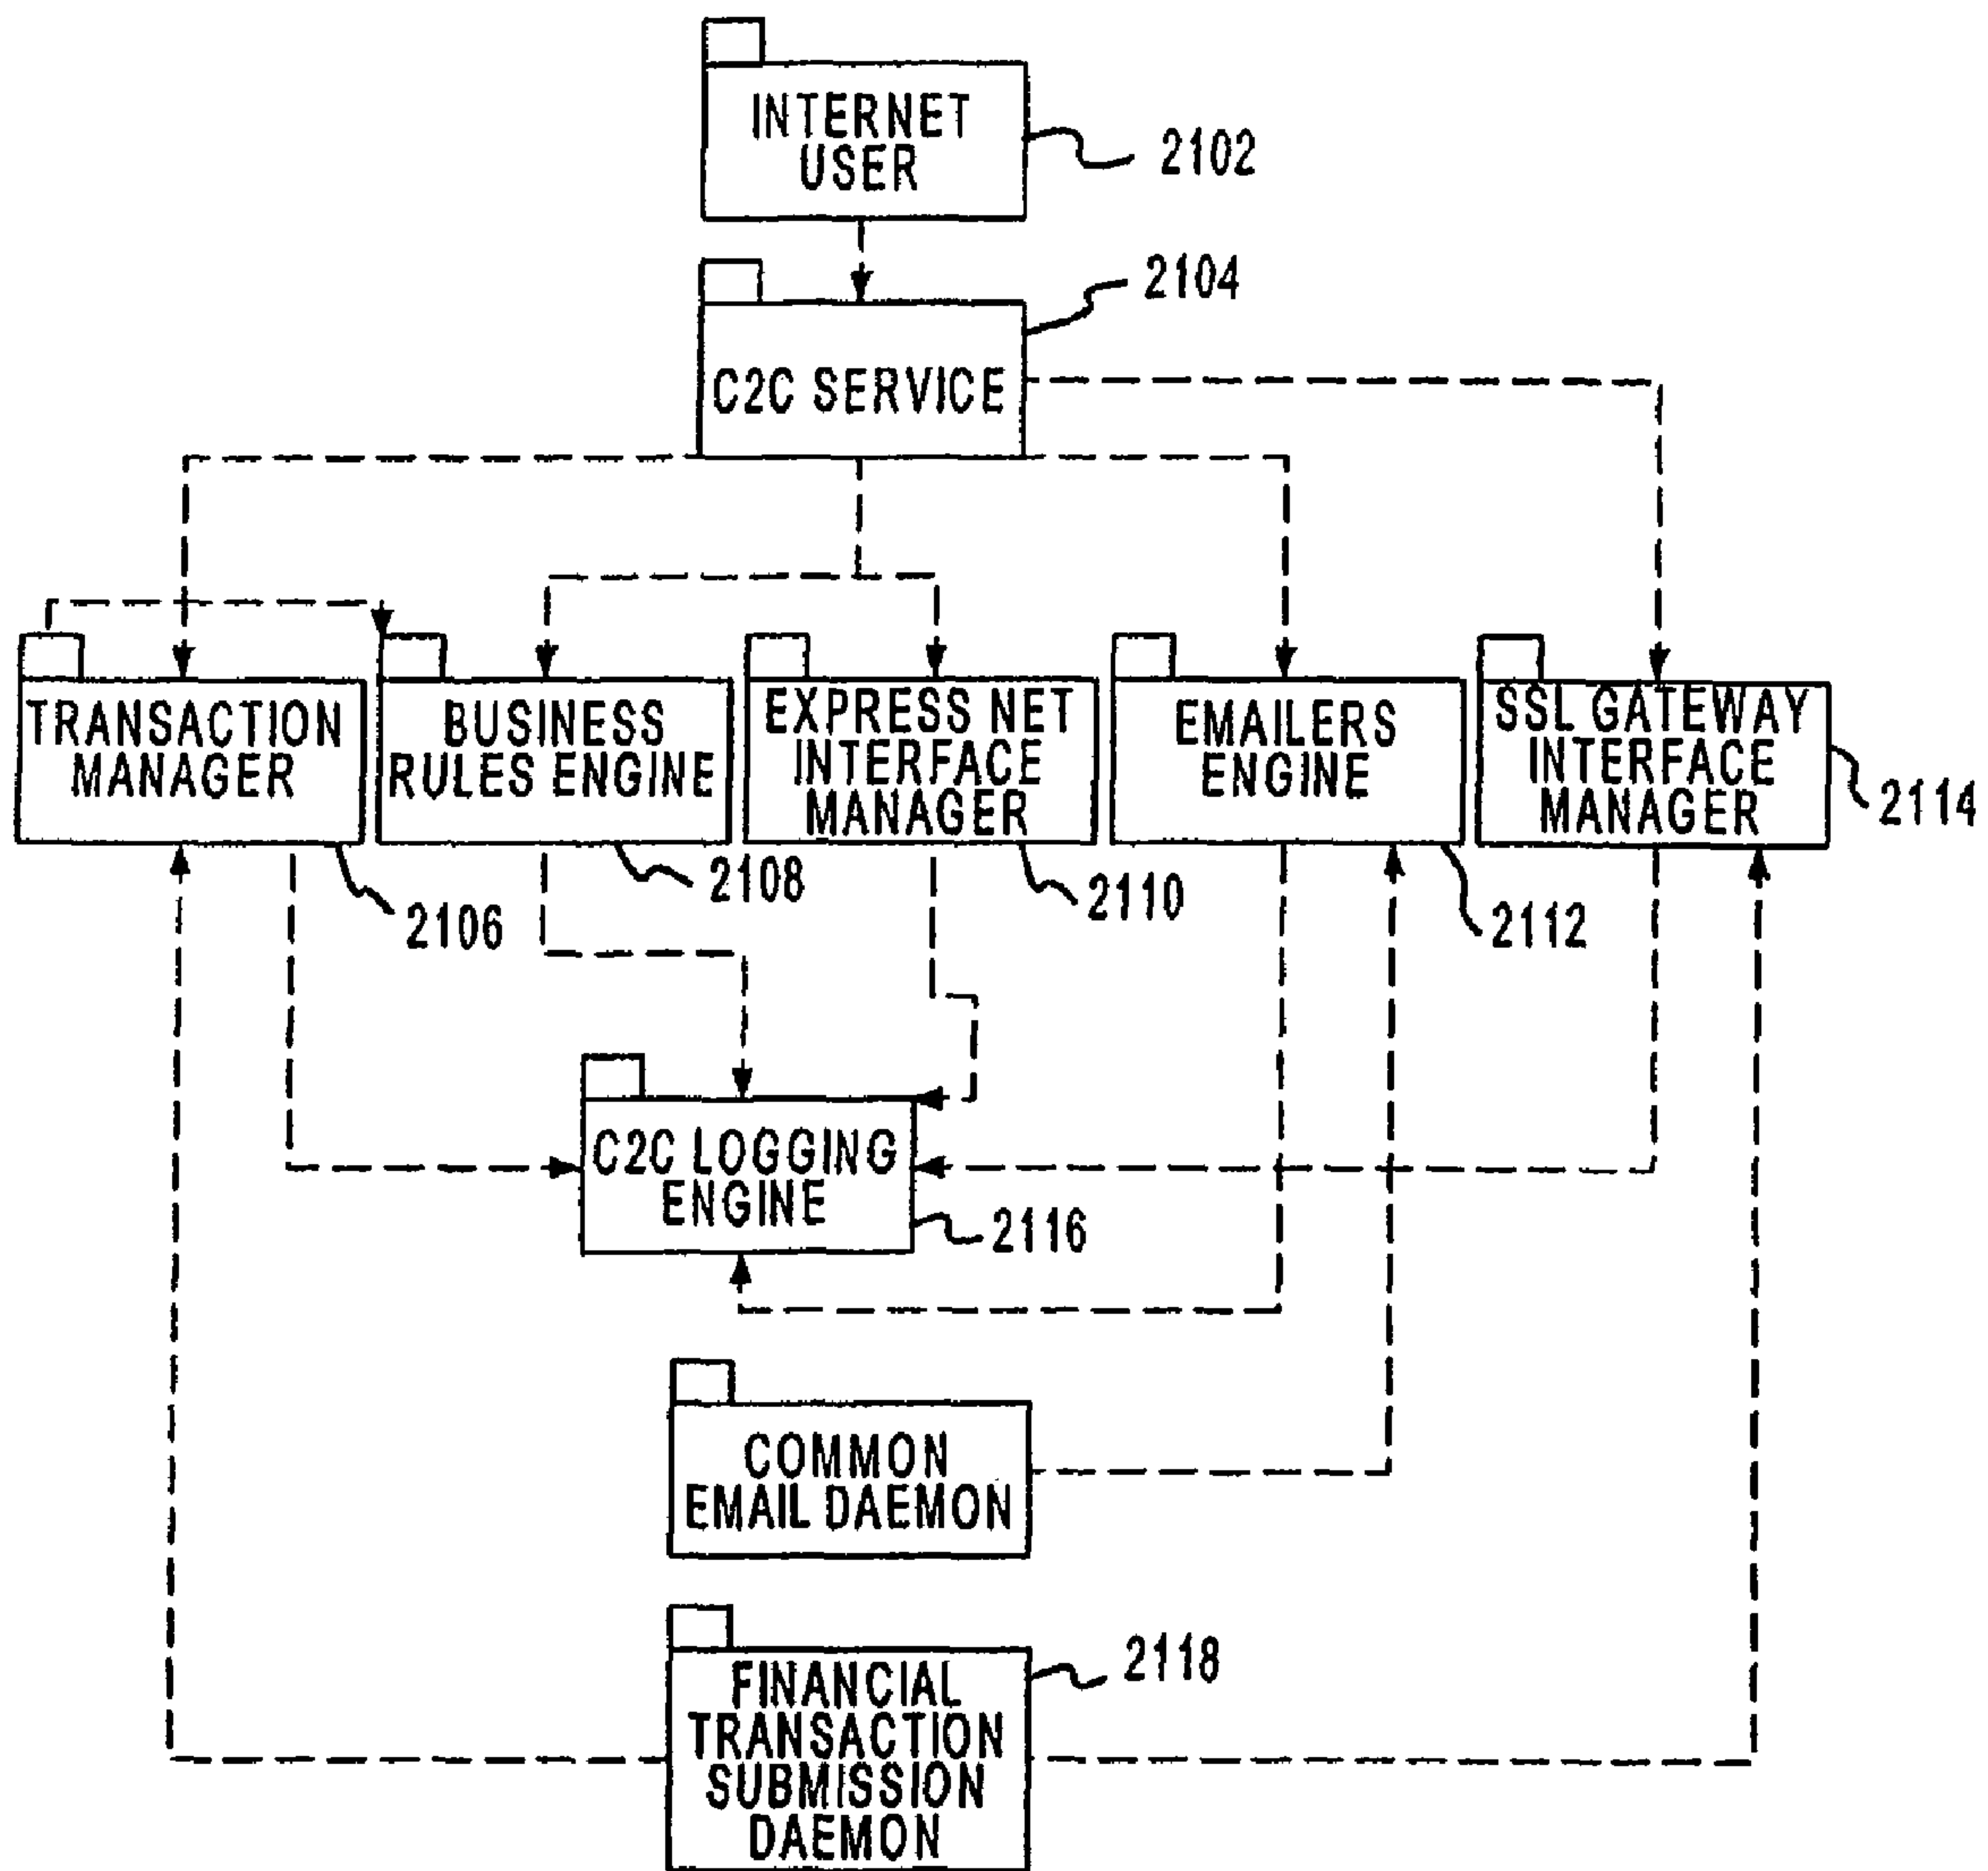 INTERNET
USER
2102
2104
C2C SERVICE
TRANSACTION
MANAGER
BUSINESS
RULES ENGINE
EXPRESS NET
INTERFACE
MANAGER
EMAILERS
ENGINE
SSL GATEWAY
INTERFACE
MANAGER
2114
2108
2110
2106
2112
C2C LOGGING
ENGINE
2116
COMMON
EMAIL DAEMON
2118
FINANCIAL
TRANSACTION
SUBMISSION
DAEMON